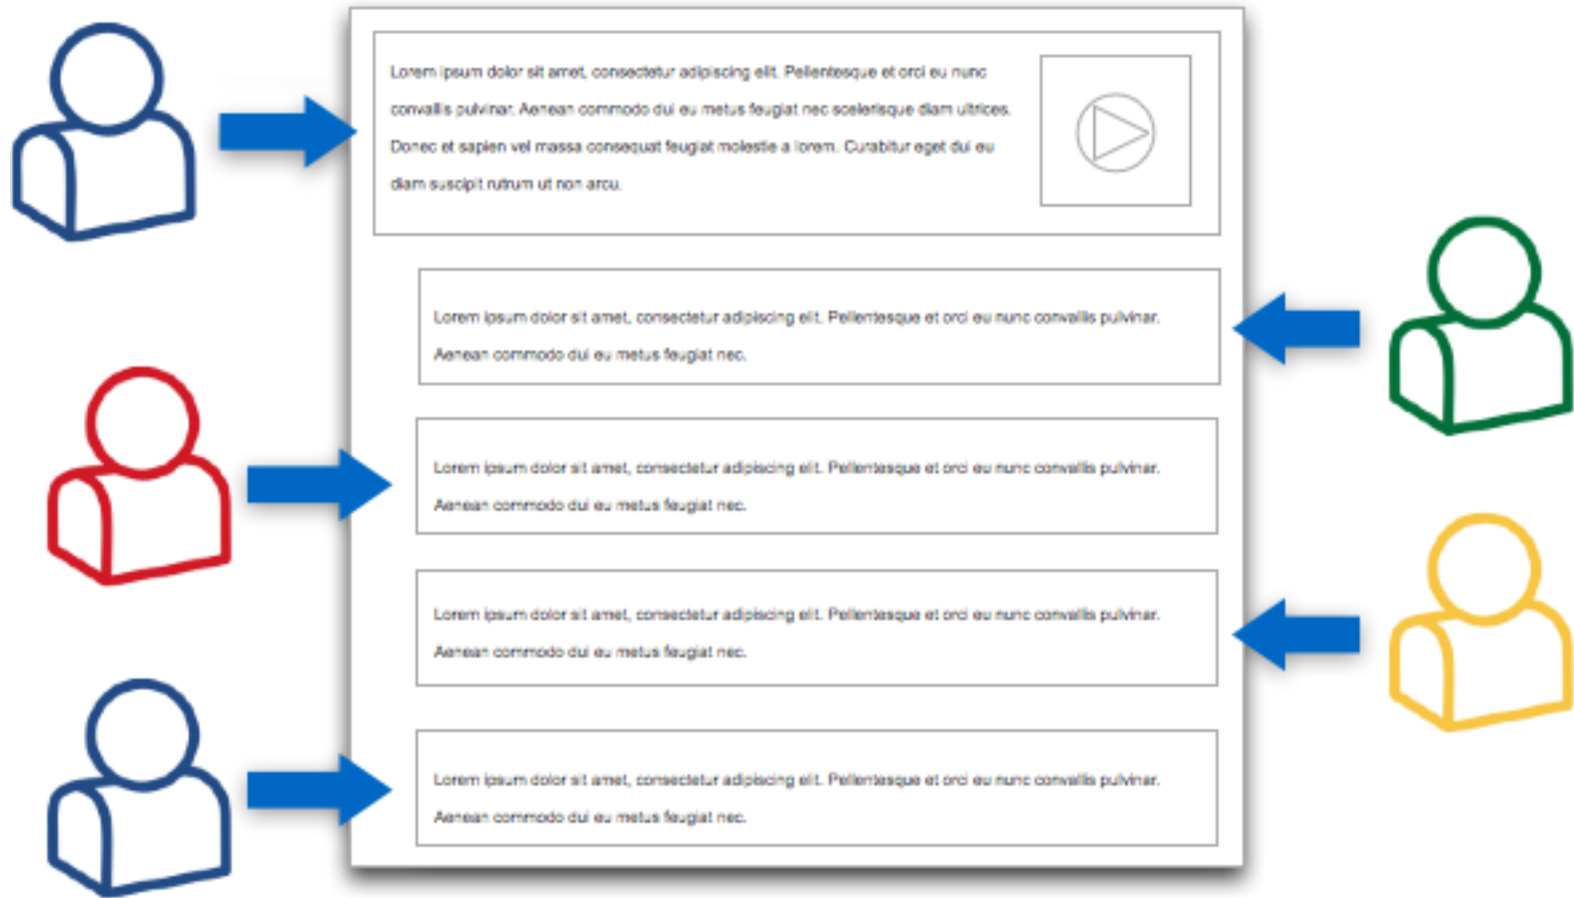 Lorem ipsum dolor sit amet, consectetur adipiscing elit. Pellentesque et orci eu nunc
convallis pulvinar. Aenean commodo dui eu metus feugiat nec scelerisque diam ultrices.
Donec et sapien vel massa consequat feugiat molestie a lorem. Curabitur eget dui eu
diam suscipit rutrum ut non arcu.
Lorem ipsum dolor sit amet, consectetur adipiscing elit. Pellentesque et orci eu nunc convallis pulvinar.
Aenean commodo dui eu metus feugiat nec.
Lorem ipsum dolor sit amet, consectetur adipiscing elit. Pellentesque et orci eu nunc convallis pulvinar.
Aenean commodo dui eu metus feugiat nec.
Lorem ipsum dolor sit amet, consectetur adipiscing elit. Pellentesque et orci eu nunc convallis pulvinar.
Aenean commodo dui eu metus feugiat nec.
Lorem ipsum dolor sit amet, consectetur adipiscing elit. Pellentesque et orci eu nunc convallis pulvinar.
Aenean commodo dui eu metus feugiat nec.